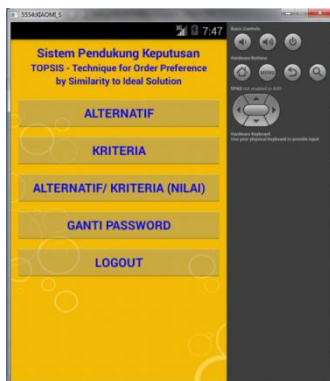 5554:XIAOMI_S
7:47
Sistem Pendukung Keputusan
TOPSIS - Technique for Order Preference
by Similarity to Ideal Solution
ALTERNATIF
KRITERIA
ALTERNATIF/ KRITERIA (NILAI)
GANTI PASSWORD
LOGOUT
Basic Controls
Hardware Buttons
MENU
DPAD not enabled in AVD
Hardware Keyboard
Use your physical keyboard to provide input